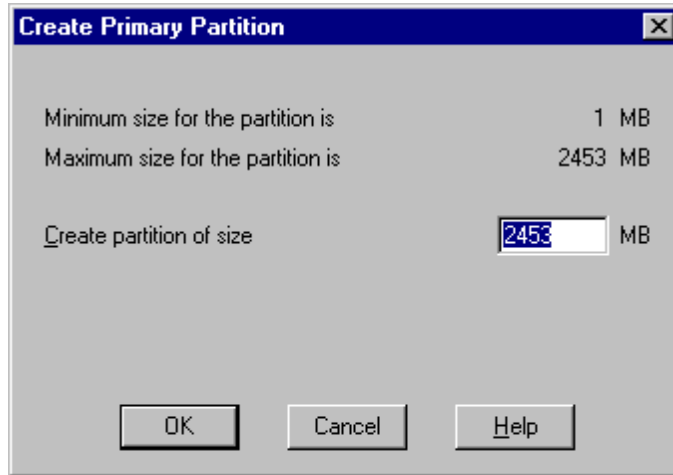 Create Primary Partition
Minimum size for the partition is 1 MB
Maximum size for the partition is 2453 MB
Create partition of size 2453 MB
OK Cancel Help